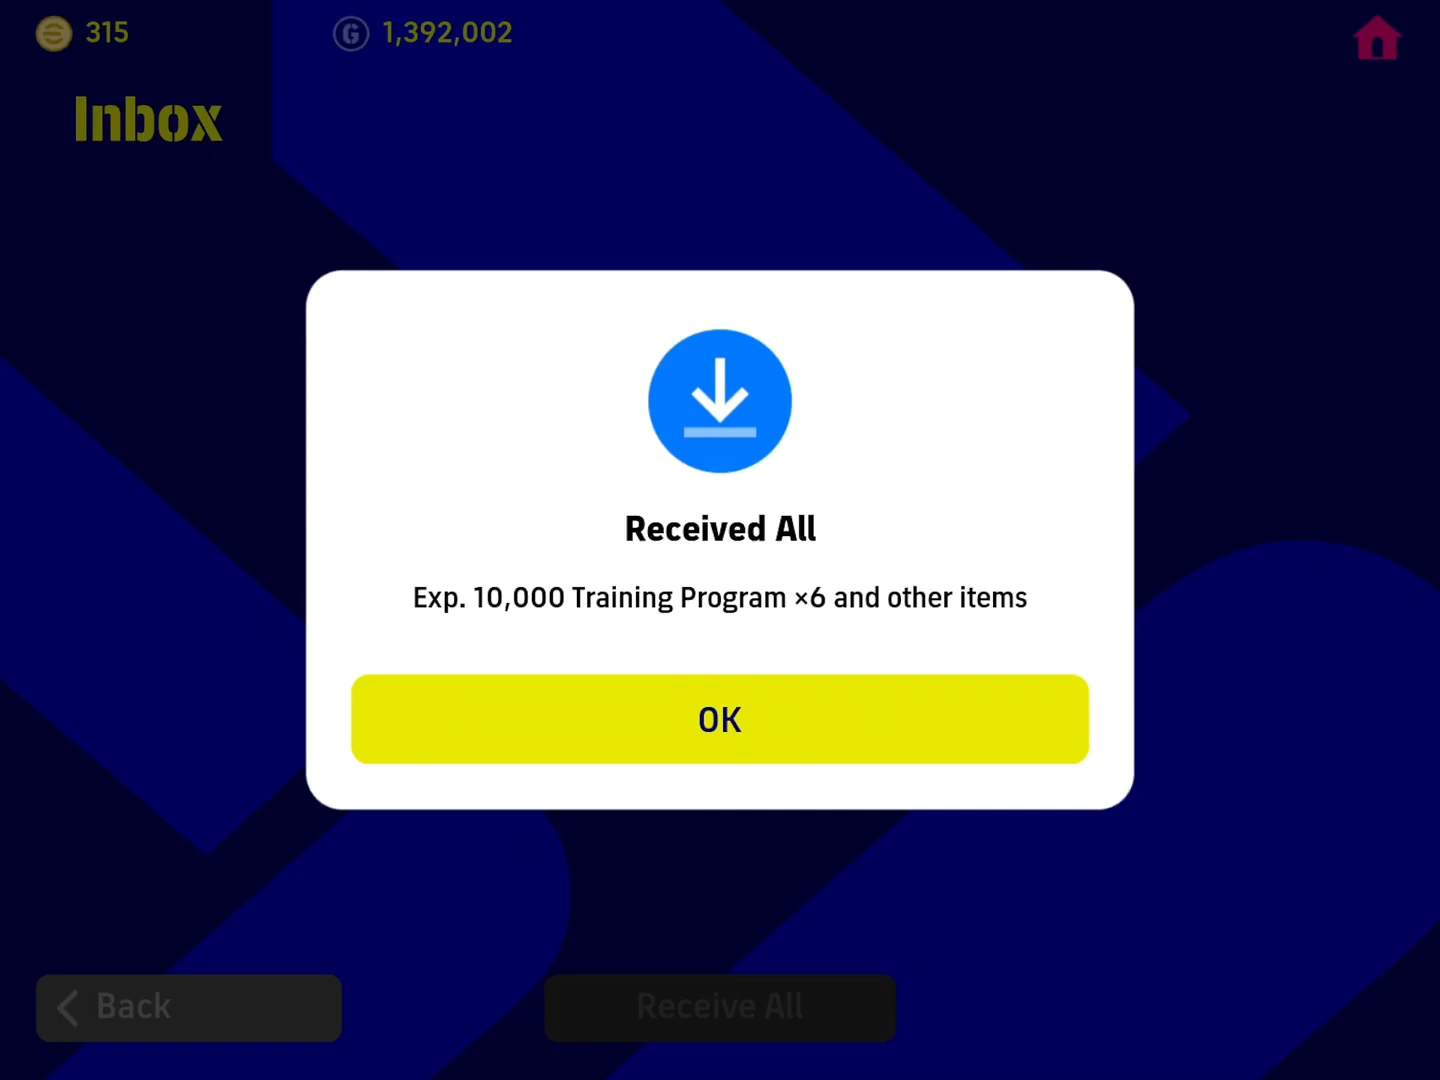 315
1,392,002
Inbox
Received All
Exp. 10,000 Training Program ×6 and other items
OK
Back
Receive All